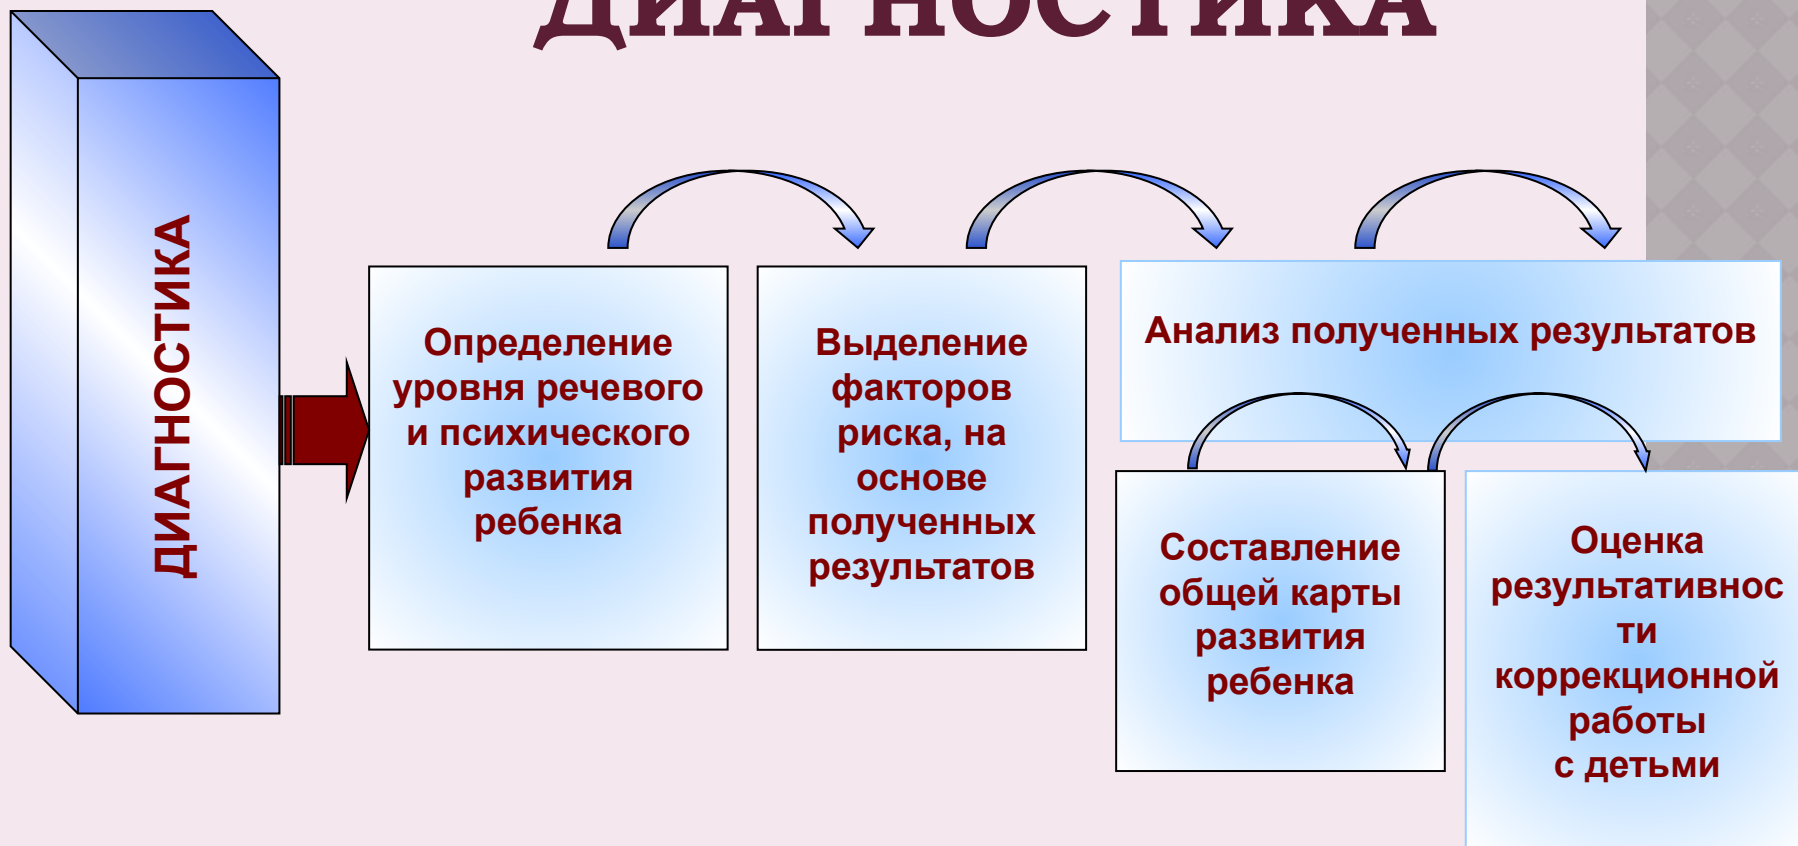 ДИАГНОСТИКА
ДИАГНОСТИКА
Определение
уровня речевого
и психического
развития
ребенка
Выделение
факторов
риска, на
основе
полученных
результатов
Анализ полученных результатов
Составление
общей карты
развития
ребенка
Оценка
результативнос
ти
коррекционной
работы
с детьми